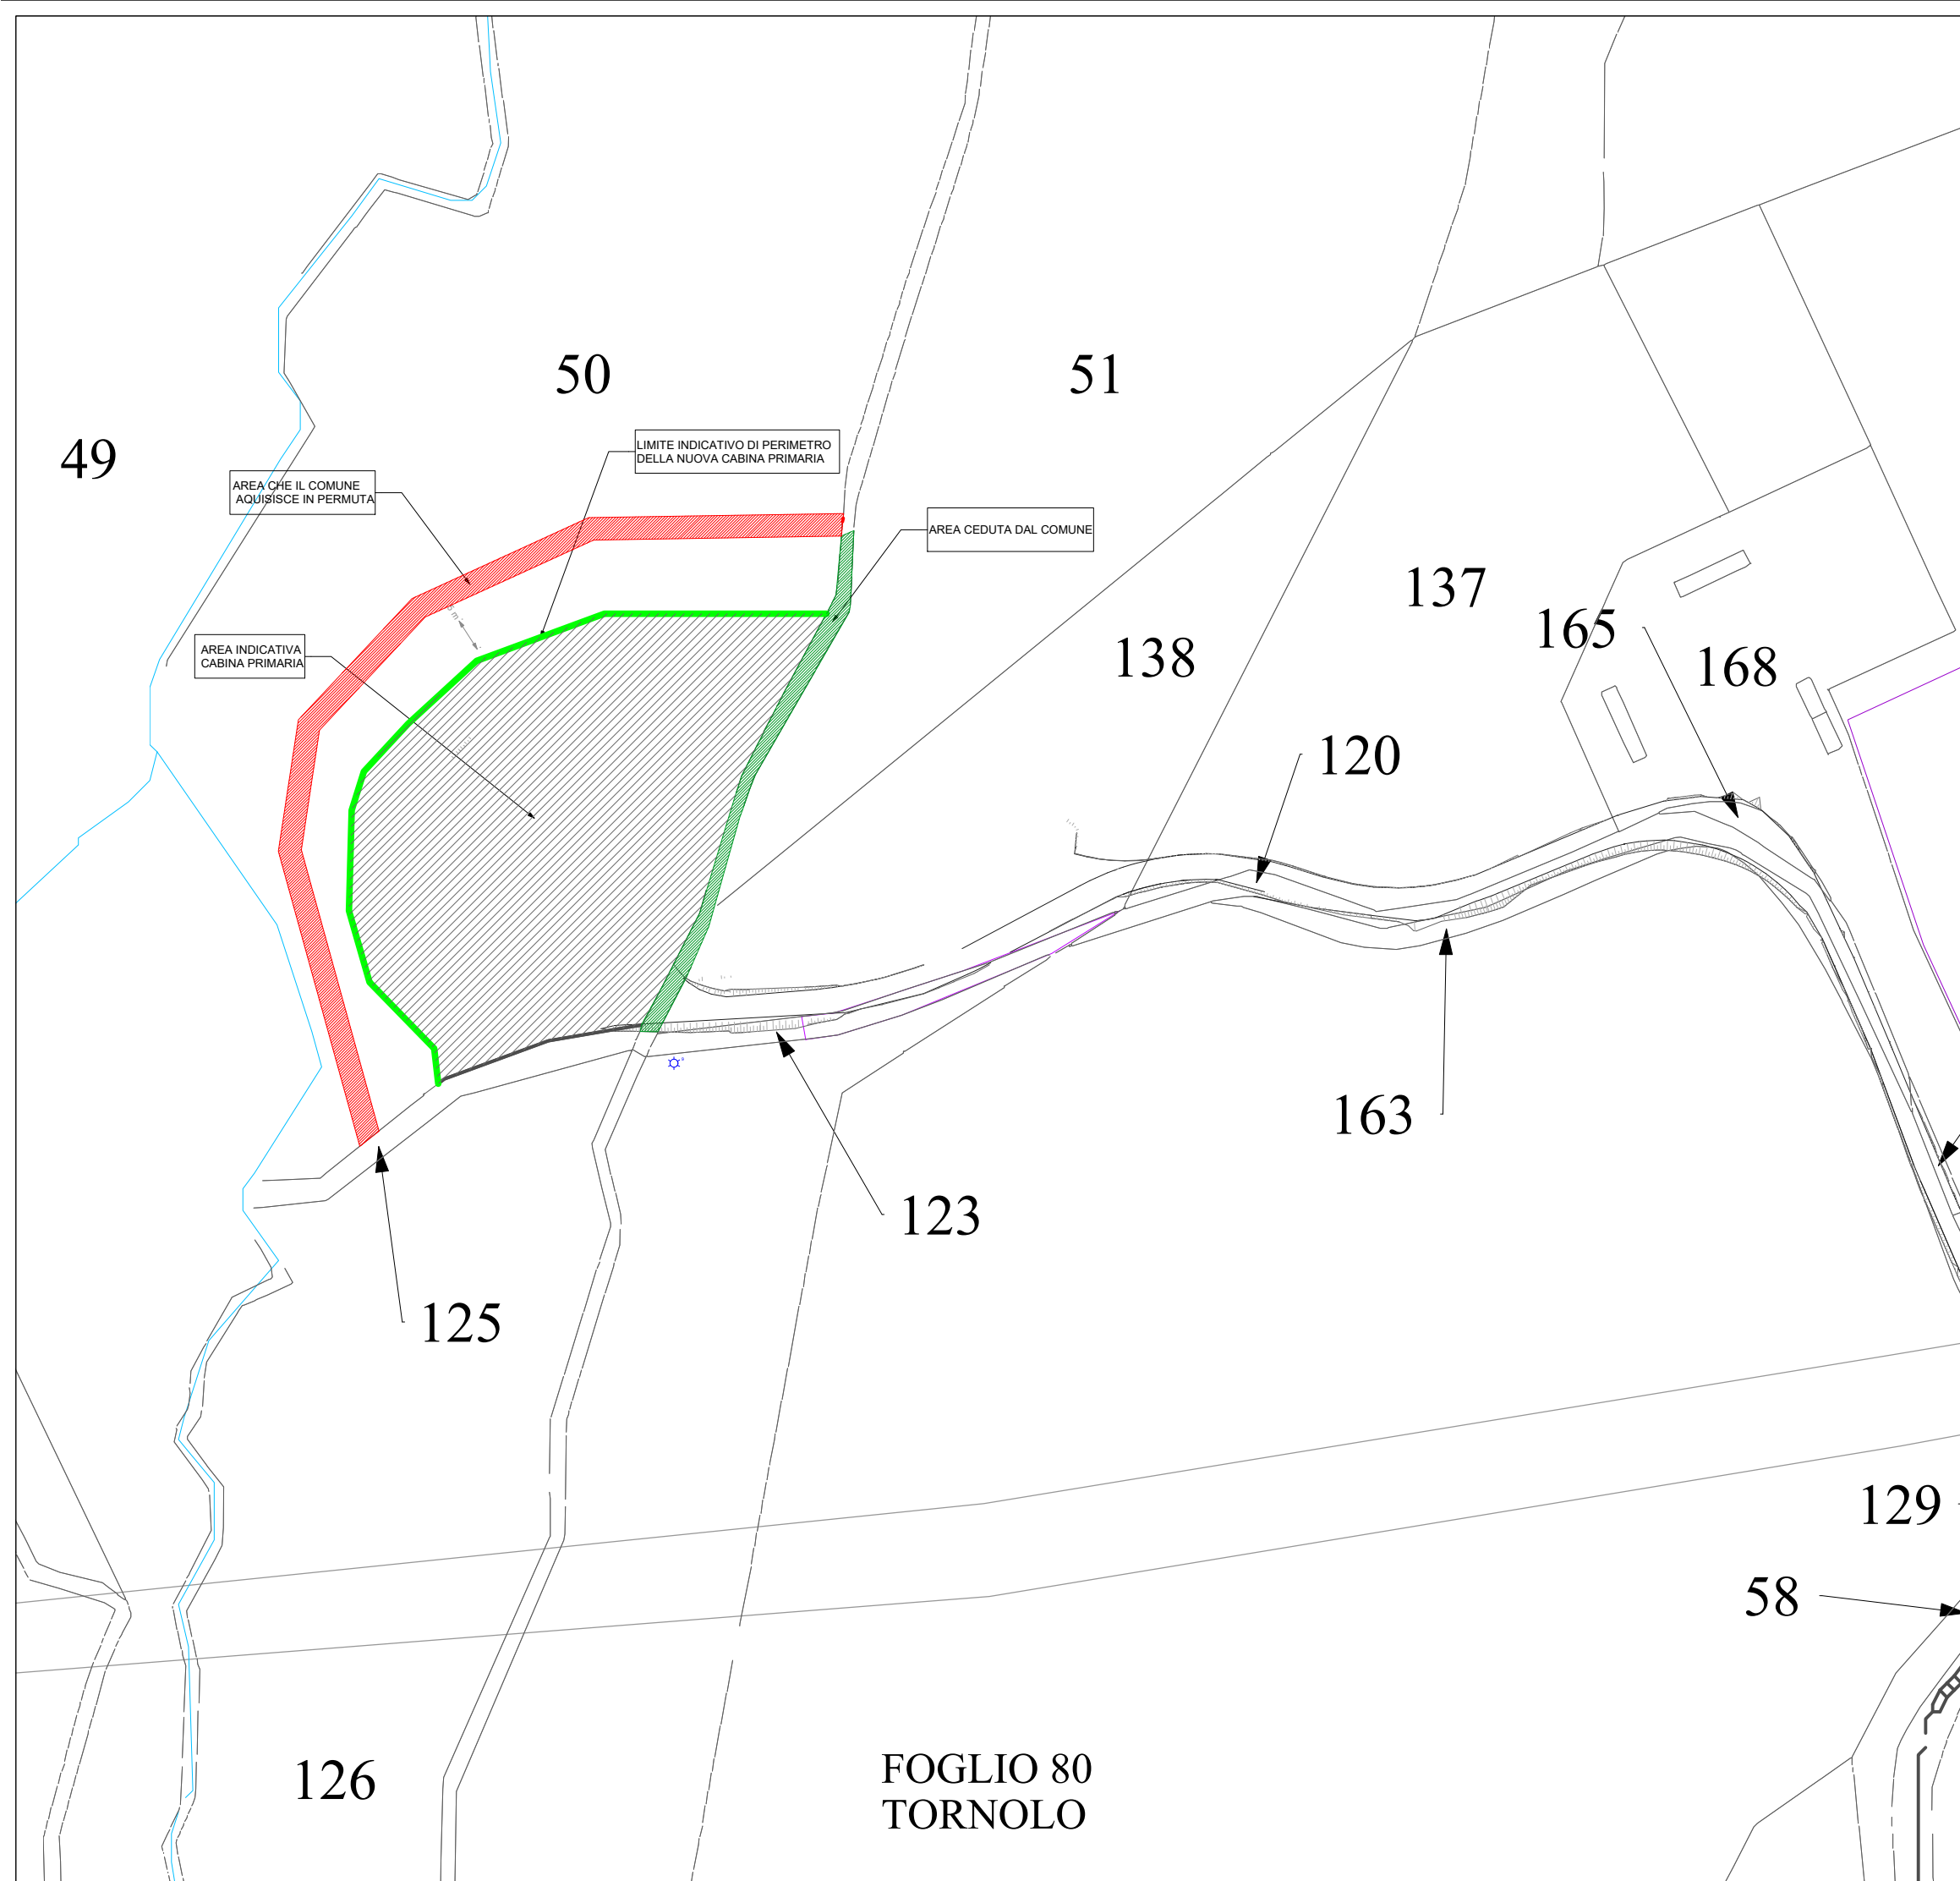 50
51
49
LIMITE INDICATIVO DI PERIMETRO
DELLA NUOVA CABINA PRIMARIA
AREA CHE IL COMUNE
AQUISISCE IN PERMUTA
AREA CEDUTA DAL COMUNE
137
165
138
168
AREA INDICATIVA
CABINA PRIMARIA
120
163
123
125
129
58
126
FOGLIO 80
TORNOLO